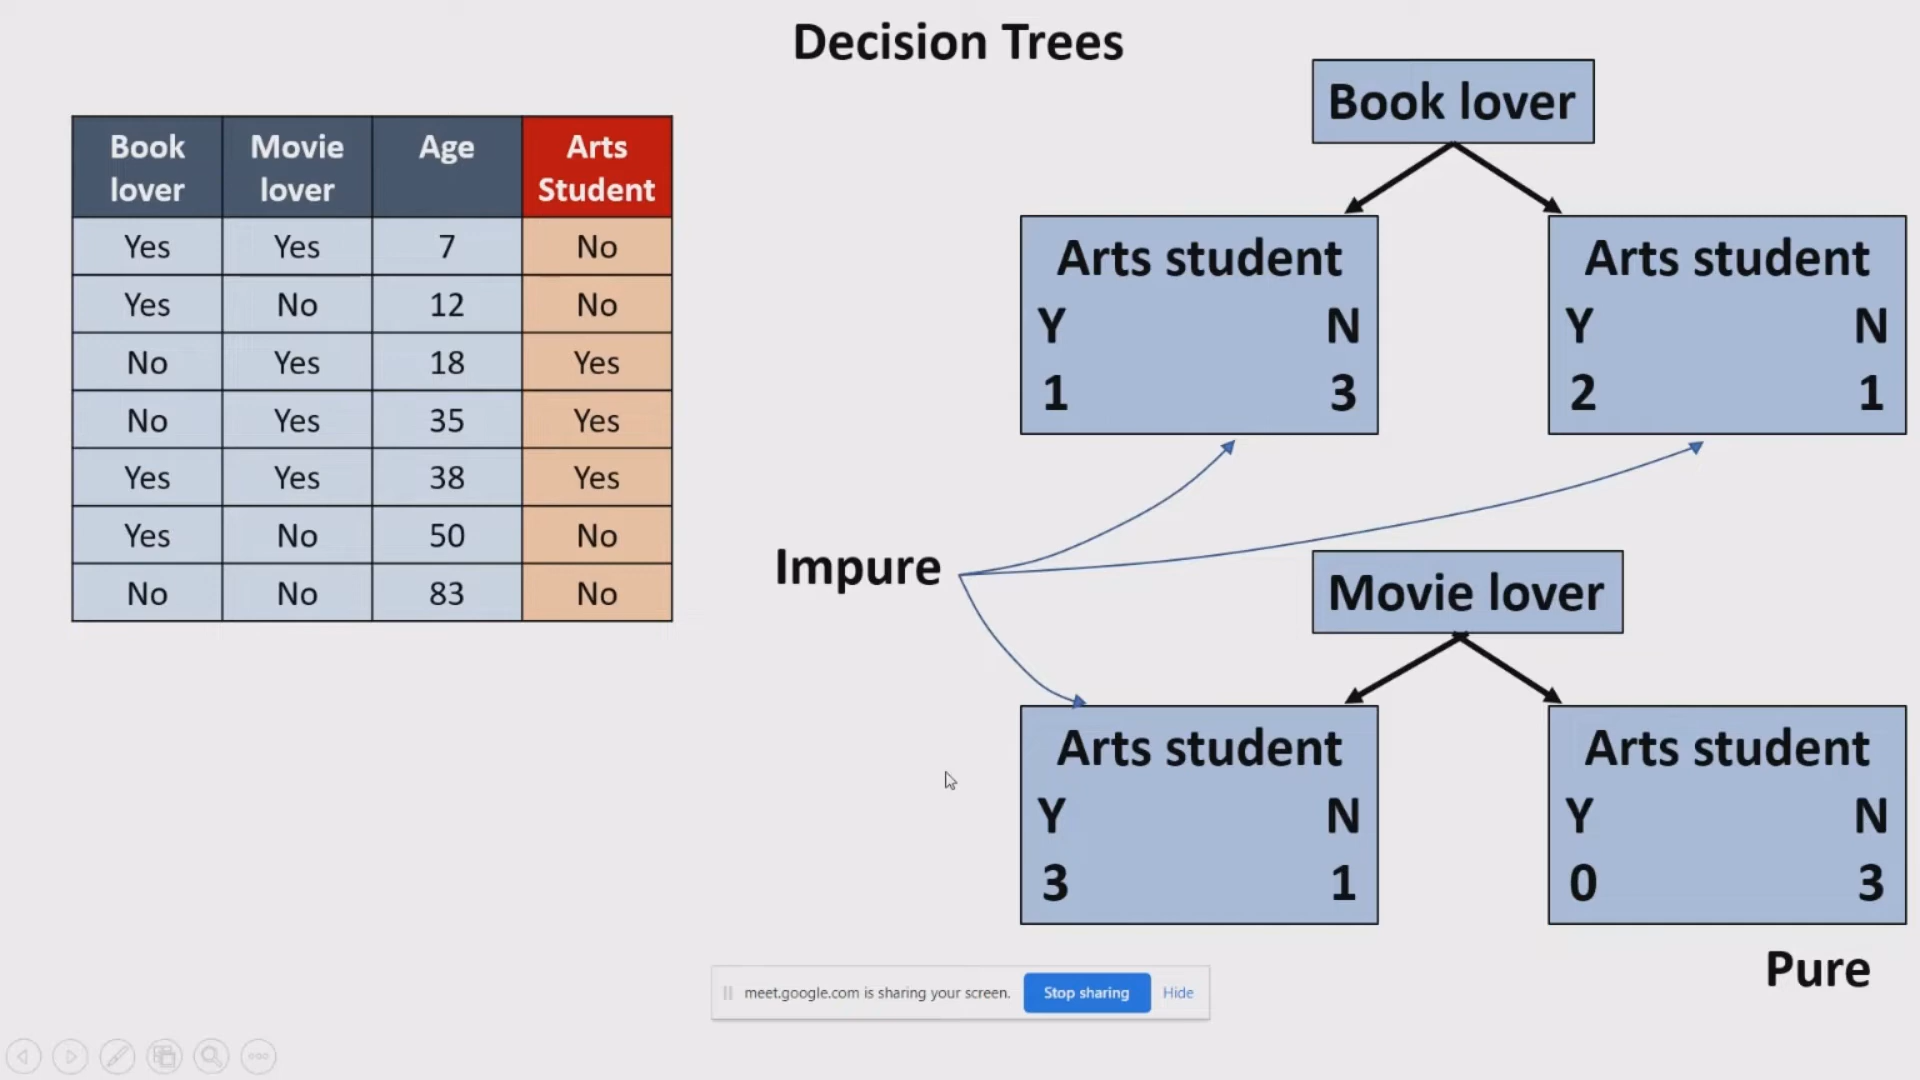 Decision Trees
Book lover Movie lover Age Arts Student
Yes Yes 7 No
Yes No 12 No
No Yes 18 Yes
No Yes 35 Yes
Yes Yes 38 Yes
Yes No 50 No
No No 83 No
Book lover
Arts student
Y N
1 3
Arts student
Y N
2 1
Impure
Movie lover
Arts student
Y N
3 1
Arts student
Y N
0 3
Pure
meet.google.com is sharing your screen. Stop sharing Hide